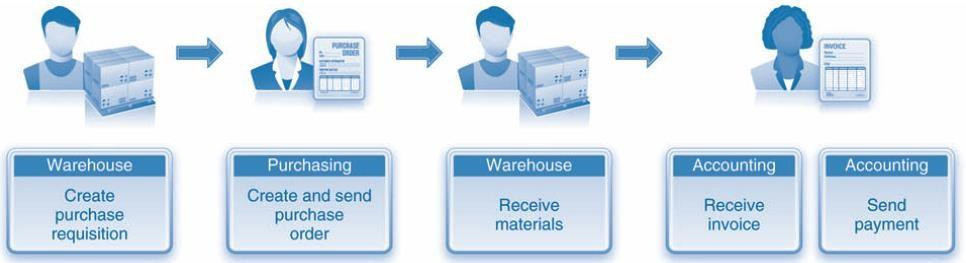 PURCHASE
ORDER
INVOICE
Warehouse
Create
purchase
requisition
Purchasing
Create and send
purchase
order
Warehouse
Receive
materials
Accounting
Receive
invoice
Accounting
Send
payment